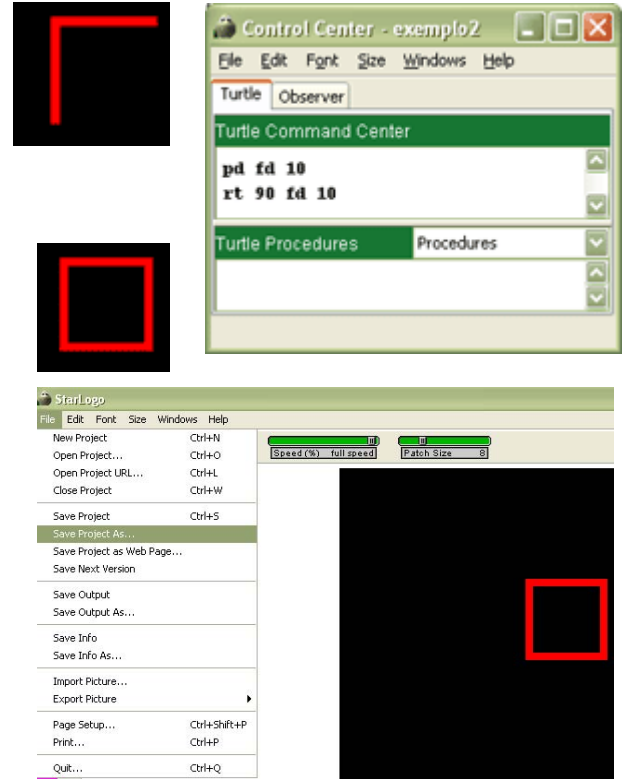 Control Center - exemplo2
File Edit Font Size Windows Help
Turtle Observer
Turtle Command Center
pd fd 10
rt 90 fd 10
Turtle Procedures Procedures
StarLogo
File Edit Font Size Windows Help
New Project Ctrl+N
Open Project... Ctrl+O
Open Project URL... Ctrl+L
Close Project Ctrl+W
Save Project Ctrl+S
Save Project As...
Save Project as Web Page...
Save Next Version
Save Output
Save Output As...
Save Info
Save Info As...
Import Picture...
Export Picture
Page Setup... Ctrl+Shift+P
Print... Ctrl+P
Quit... Ctrl+Q
Speed (%) full speed Patch Size 8